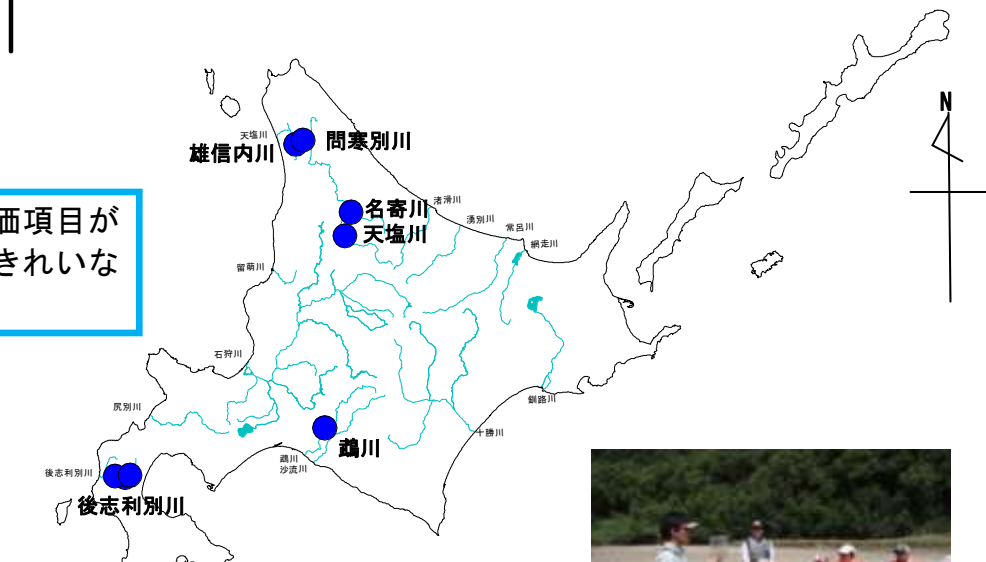 N
天塩川
問寒別川
雄信内川
価項目が
きれいな
名寄川
渚滑川
湧別川
天塩川
常呂川
網走川
留萌川
石狩川
尻別川
釧路川
十勝川
鵡川
鵡川
沙流川
後志利別川
後志利別川